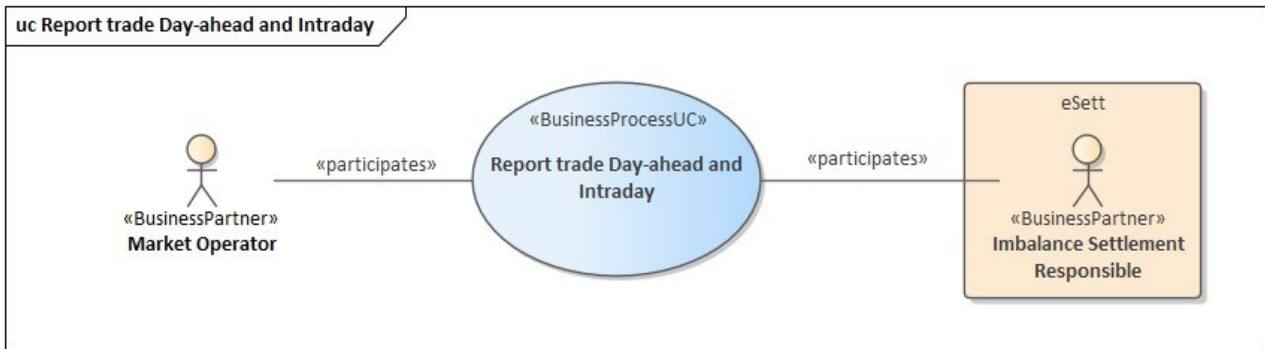 uc Report trade Day-ahead and Intraday
«BusinessPartner»
Market Operator
«participates»
«BusinessProcessUC»
Report trade Day-ahead and
Intraday
«participates»
eSett
«BusinessPartner»
Imbalance Settlement
Responsible